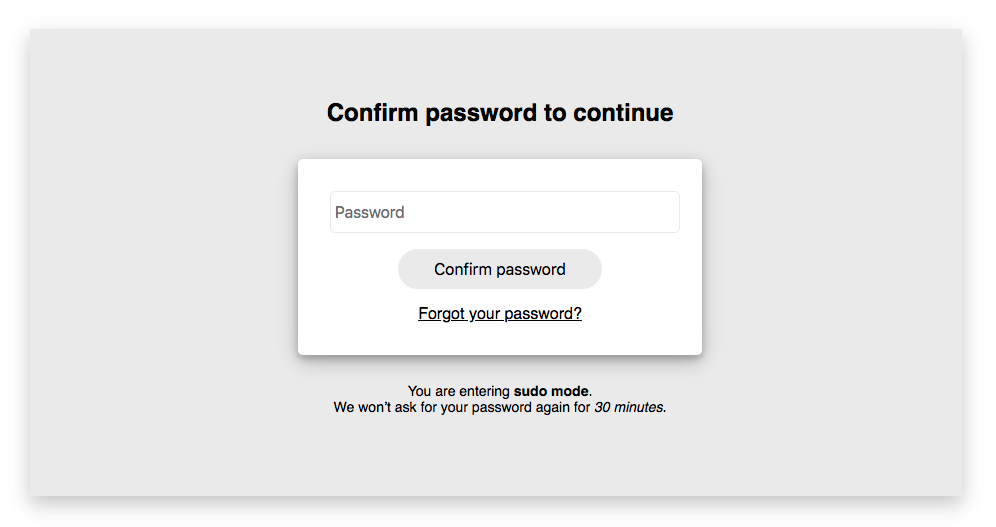 Confirm password to continue
Password
Confirm password
Forgot your password?
You are entering sudo mode.
We won’t ask for your password again for 30 minutes.